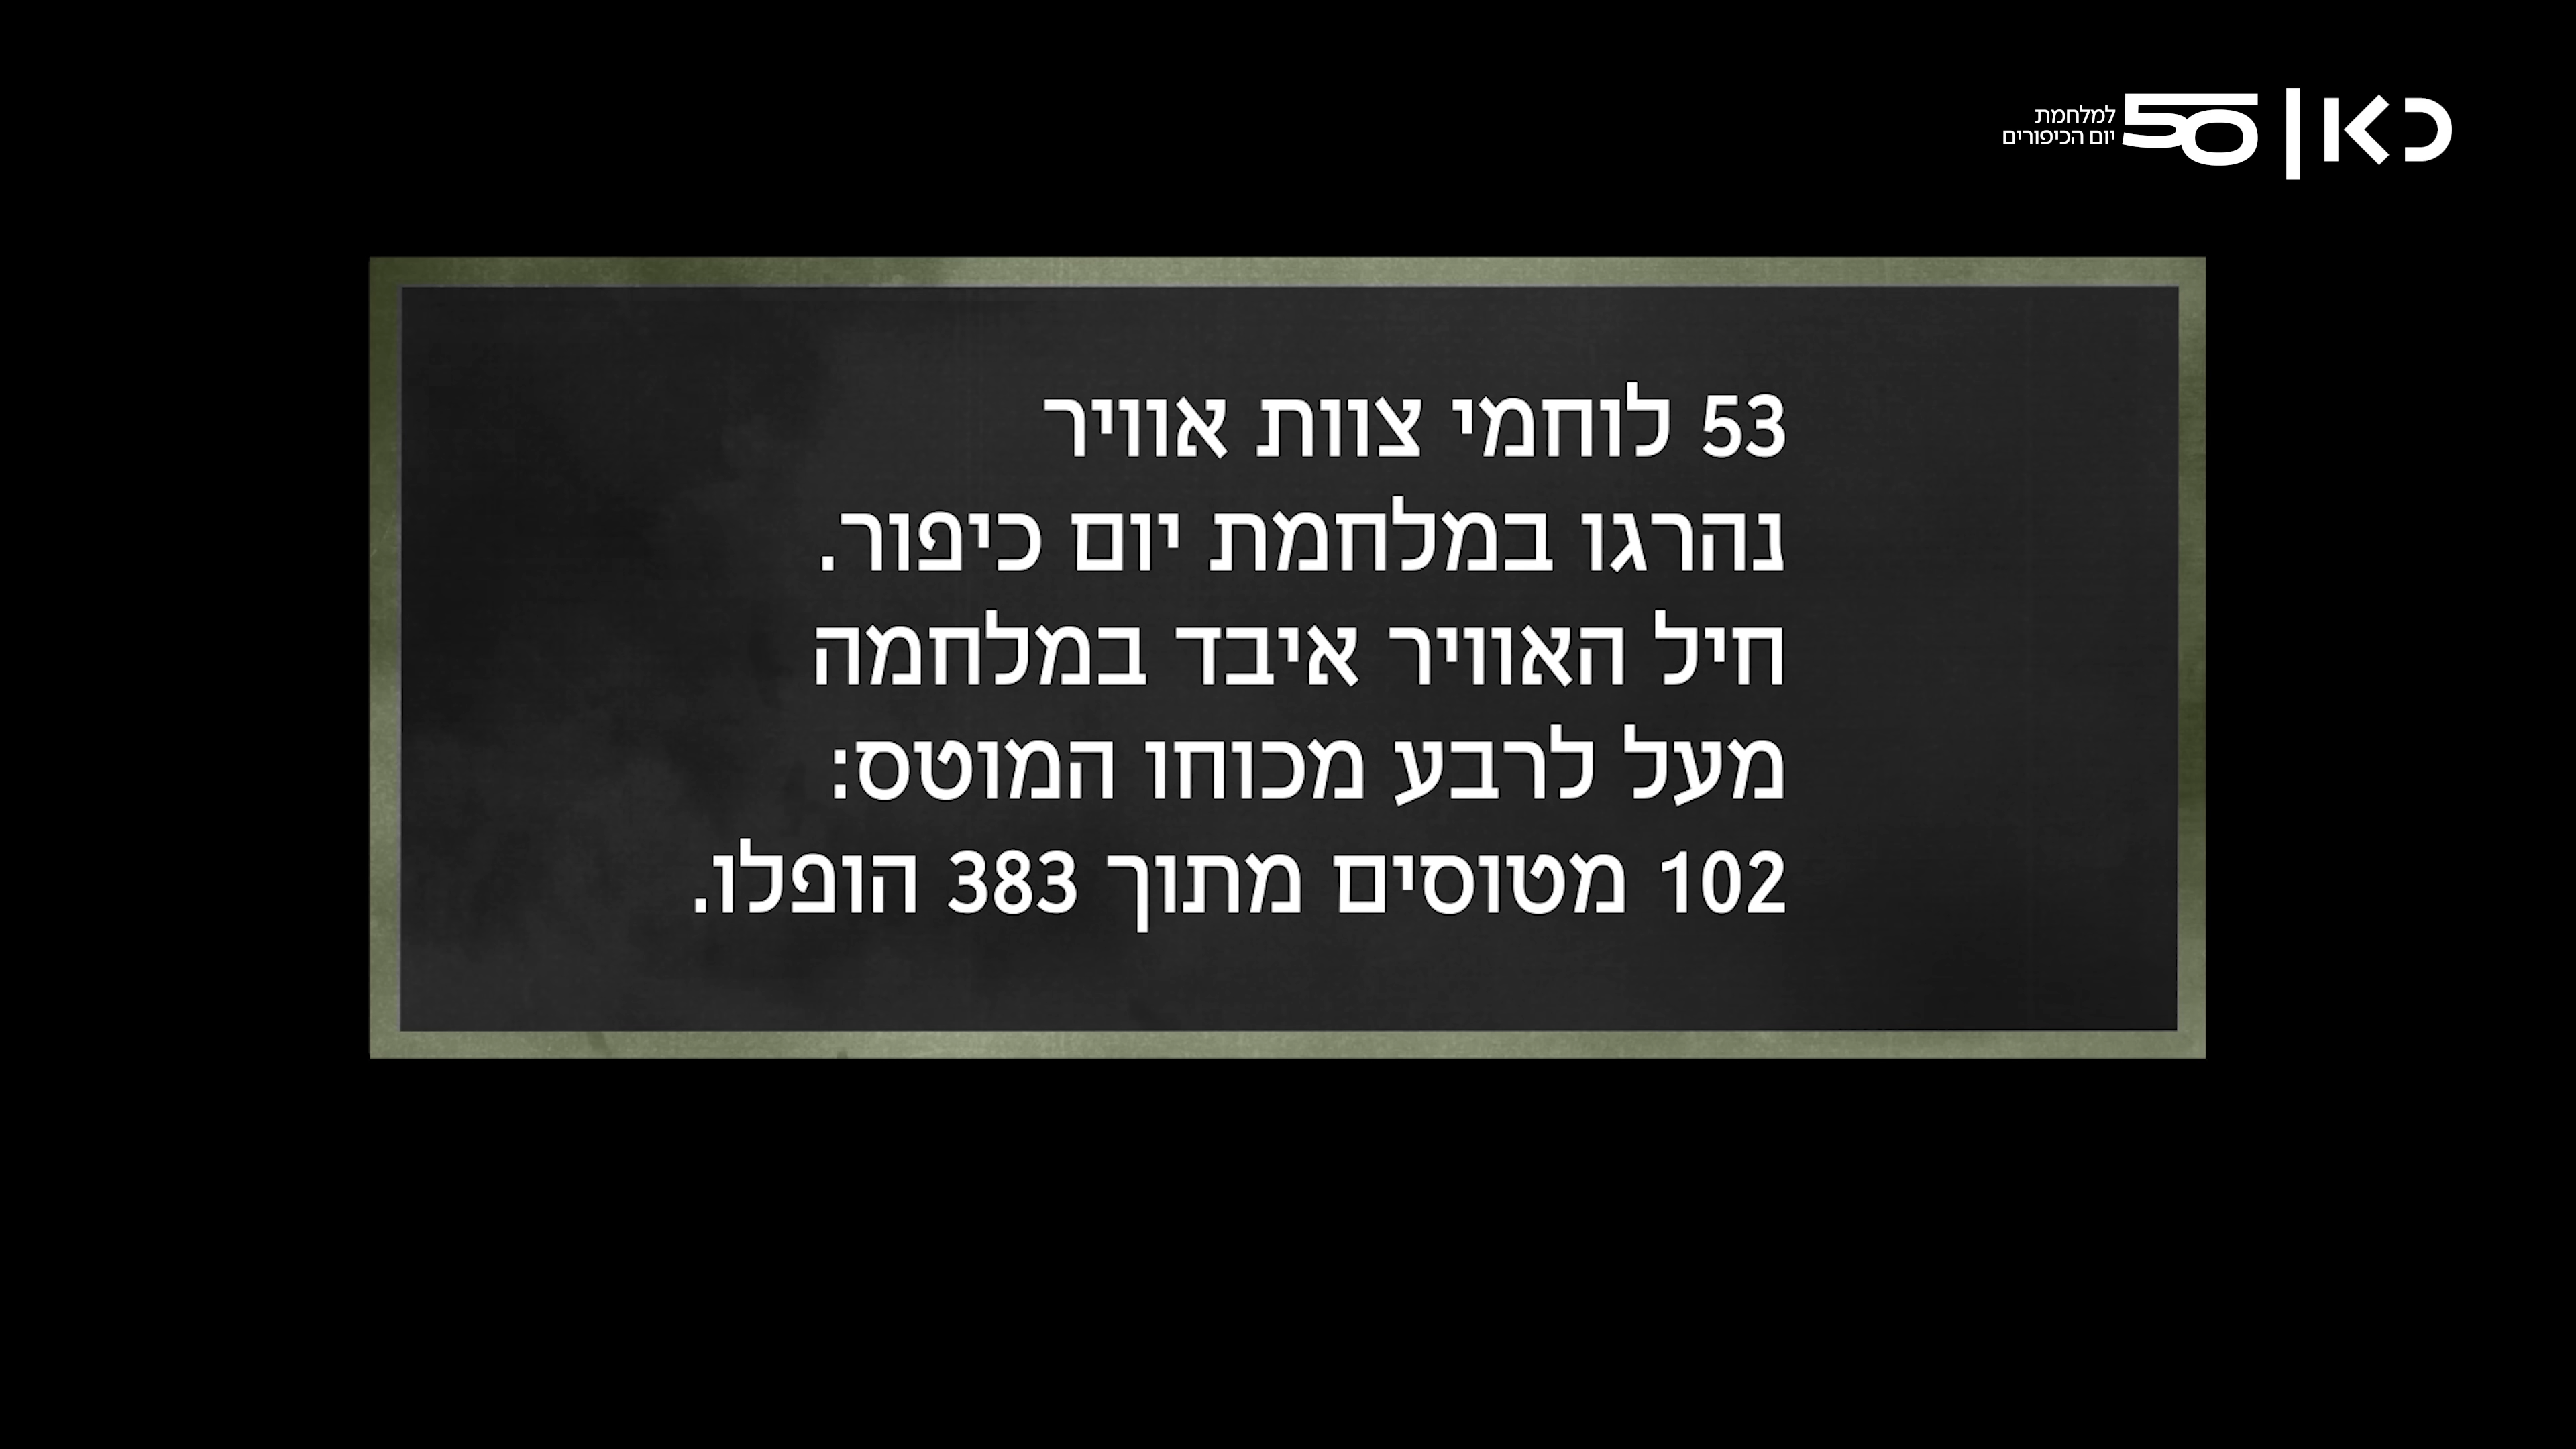 כאן | 50
למלחמת
יום הכיפורים
53 לוחמי צוות אוויר
נהרגו במלחמת יום כיפור.
חיל האוויר איבד במלחמה
מעל לרבע מכוחו המוטס:
102 מטוסים מתוך 383 הופלו.